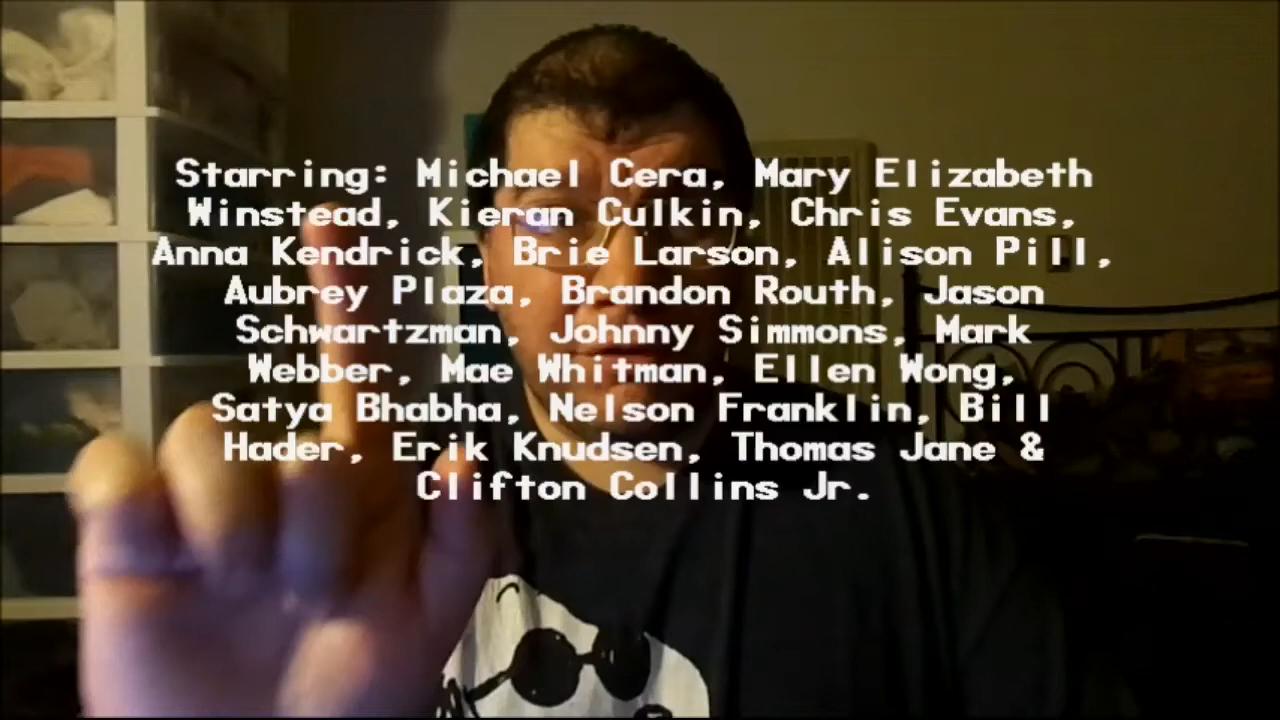 Starring: Michael Cera, Mary Elizabeth
Winstead, Kieran Culkin, Chris Evans,
Anna Kendrick, Brie Larson, Alison Pill,
Aubrey Plaza, Brandon Routh, Jason
Schwartzman, Johnny Simmons, Mark
Webber, Mae Whitman, Ellen Wong,
Satya Bhabha, Nelson Franklin, Bill
Hader, Erik Knudsen, Thomas Jane &
Clifton Collins Jr.